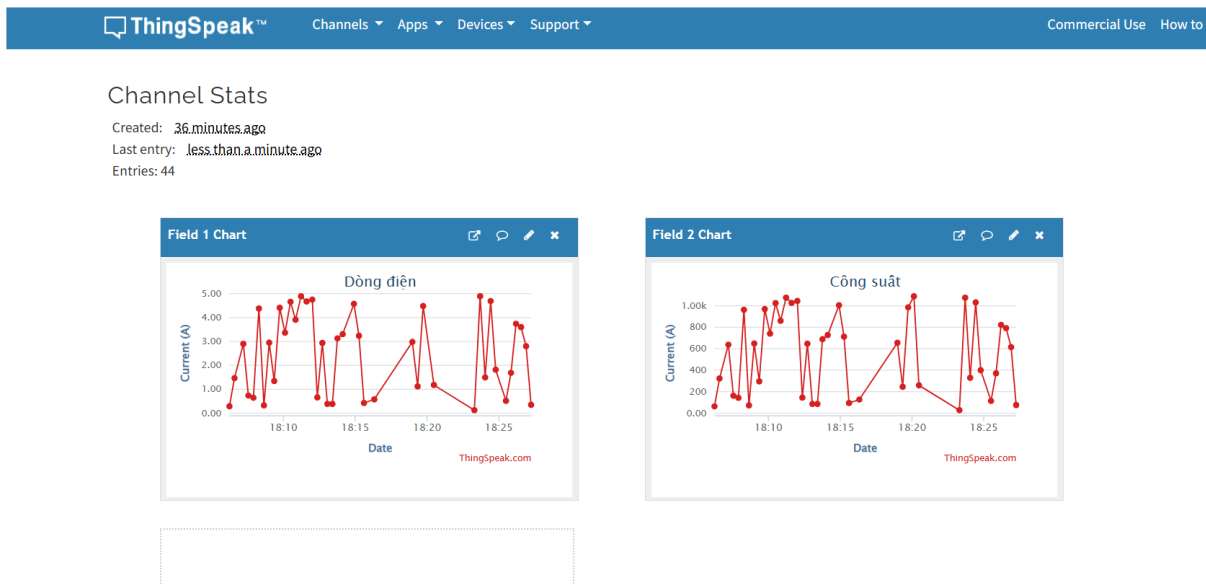 ThingSpeak™ Channels Apps Devices Support Commercial Use How to
Channel Stats
Created: 36 minutes ago
Last entry: less than a minute ago
Entries: 44
Field 1 Chart
Dòng điện
5.00
4.00
3.00
2.00
1.00
0.00
Current (A)
18:10 18:15 18:20 18:25
Date
ThingSpeak.com
Field 2 Chart
Công suất
1.00k
800
600
400
200
0.00
Current (A)
18:10 18:15 18:20 18:25
Date
ThingSpeak.com